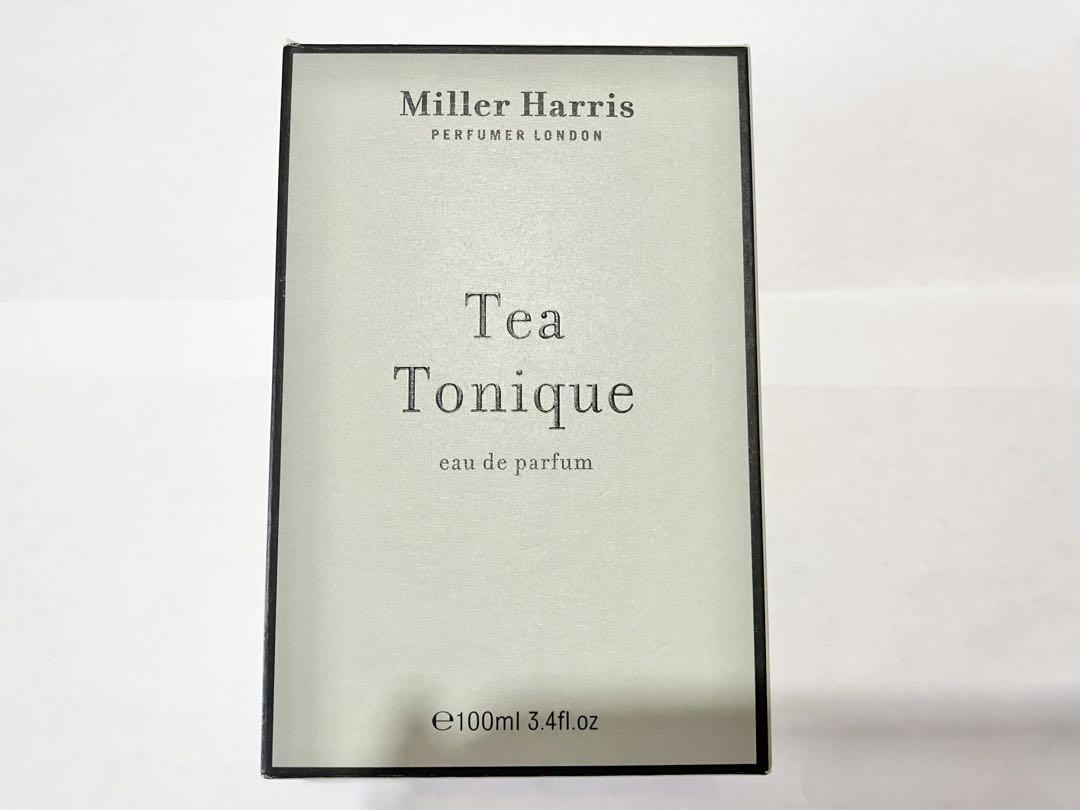 Miller Harris
PERFUMER LONDON
Tea
Tonique
eau de parfum
℮100ml 3.4fl.oz